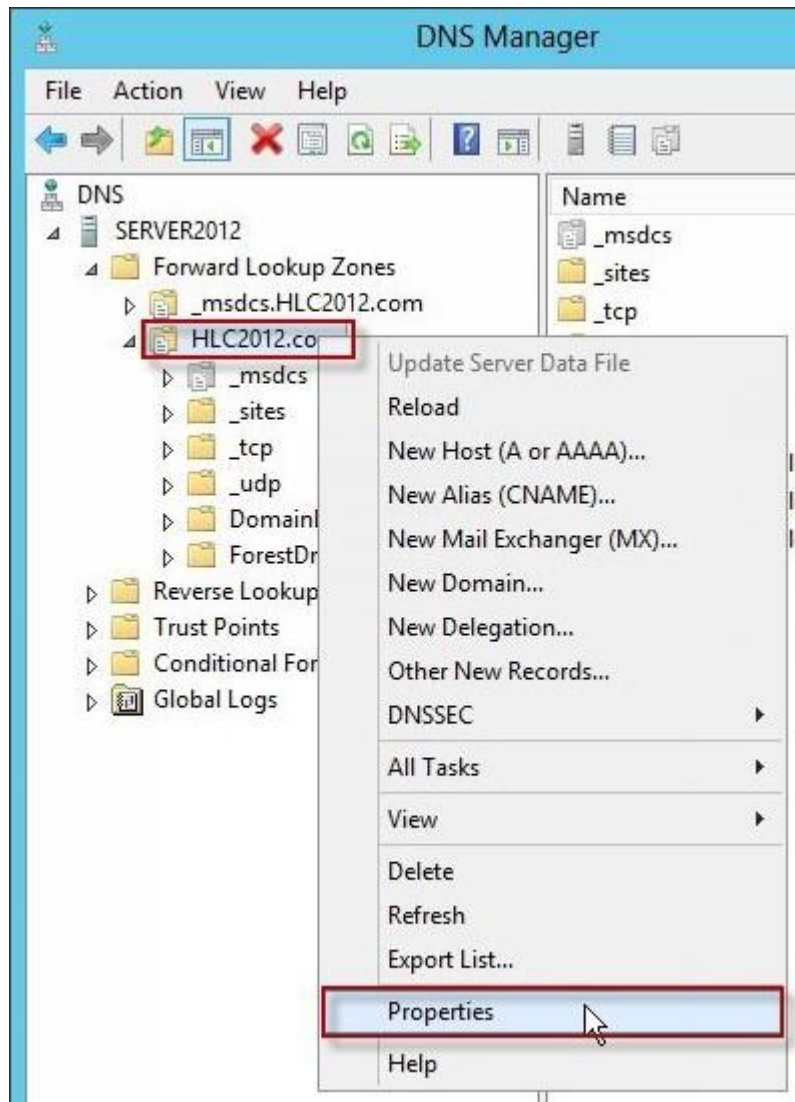 DNS Manager
File Action View Help
DNS
SERVER2012
Forward Lookup Zones
_msdcs.HLC2012.com
HLC2012.co
_msdcs
_sites
_tcp
_udp
DomainI
ForestDr
Reverse Lookup
Trust Points
Conditional For
Global Logs
Name
_msdcs
_sites
_tcp
Update Server Data File
Reload
New Host (A or AAAA)...
New Alias (CNAME)...
New Mail Exchanger (MX)...
New Domain...
New Delegation...
Other New Records...
DNSSEC
All Tasks
View
Delete
Refresh
Export List...
Properties
Help